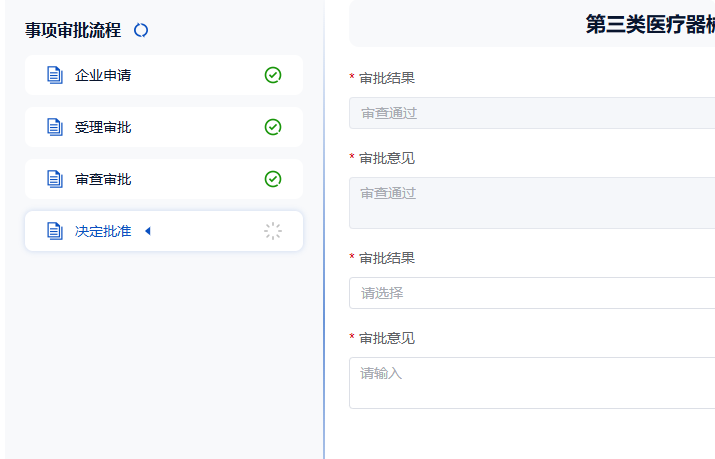 事项审批流程
企业申请
受理审批
审查审批
决定批准
第三类医疗器
* 审批结果
审查通过
* 审批意见
审查通过
* 审批结果
请选择
* 审批意见
请输入